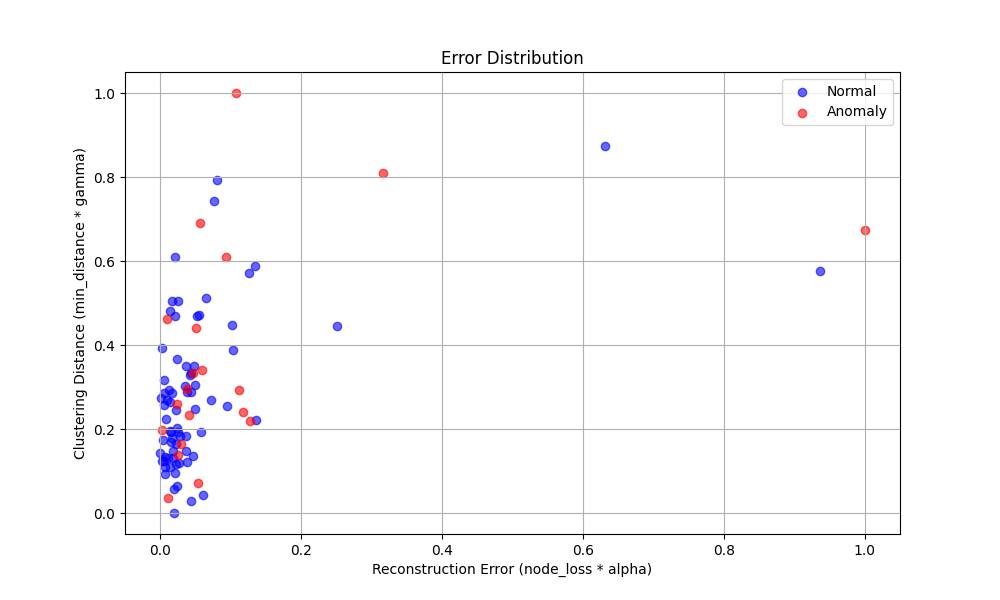 Error Distribution
Normal
Anomaly
Clustering Distance (min_distance * gamma)
1.0
0.8
0.6
0.4
0.2
0.0
0.0 0.2 0.4 0.6 0.8 1.0
Reconstruction Error (node_loss * alpha)